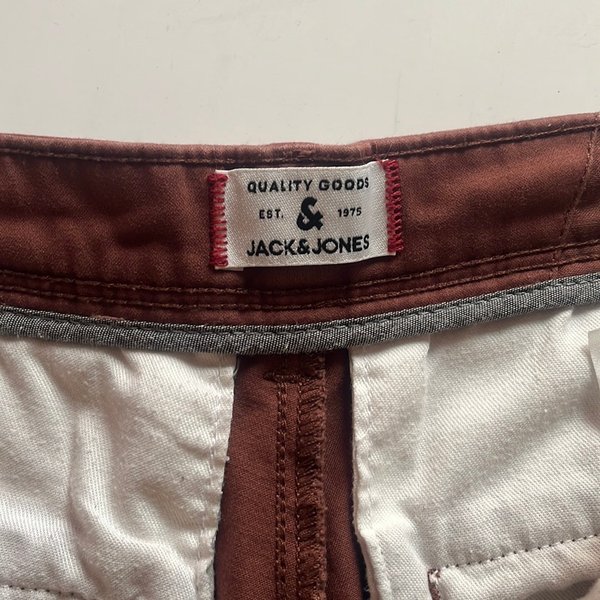 QUALITY GOODS
EST. & 1975
JACK&JONES